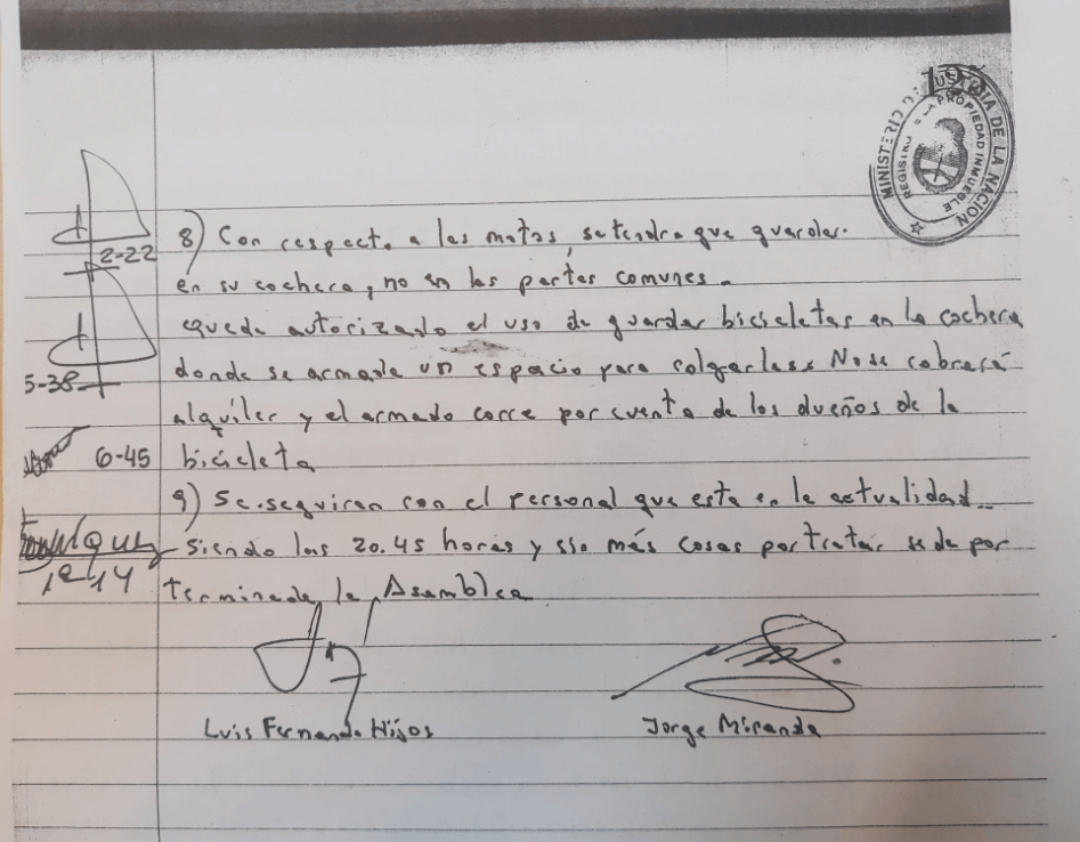 195
MINISTERIO DE JUSTICIA DE LA NACION
REGISTRO DE LA PROPIEDAD INMUEBLE
2-22
8) Con respecto a las motos, se tendra que guardar
en su cochera, no en las partes comunes.
queda autorizado el uso de guardar bicicletas en la cochera
5-38
donde se armada un espacio para colgarlas. No se cobrará
alquiler y el armado corre por cuenta de los dueños de la
6-45
bicicleta
9) Se seguiran con el personal que esta en la actualidad.
Siendo las 20.45 horas y sin más cosas por tratar se da por
14
terminada la Asamblea
Luis Fernando Hijos
Jorge Miranda